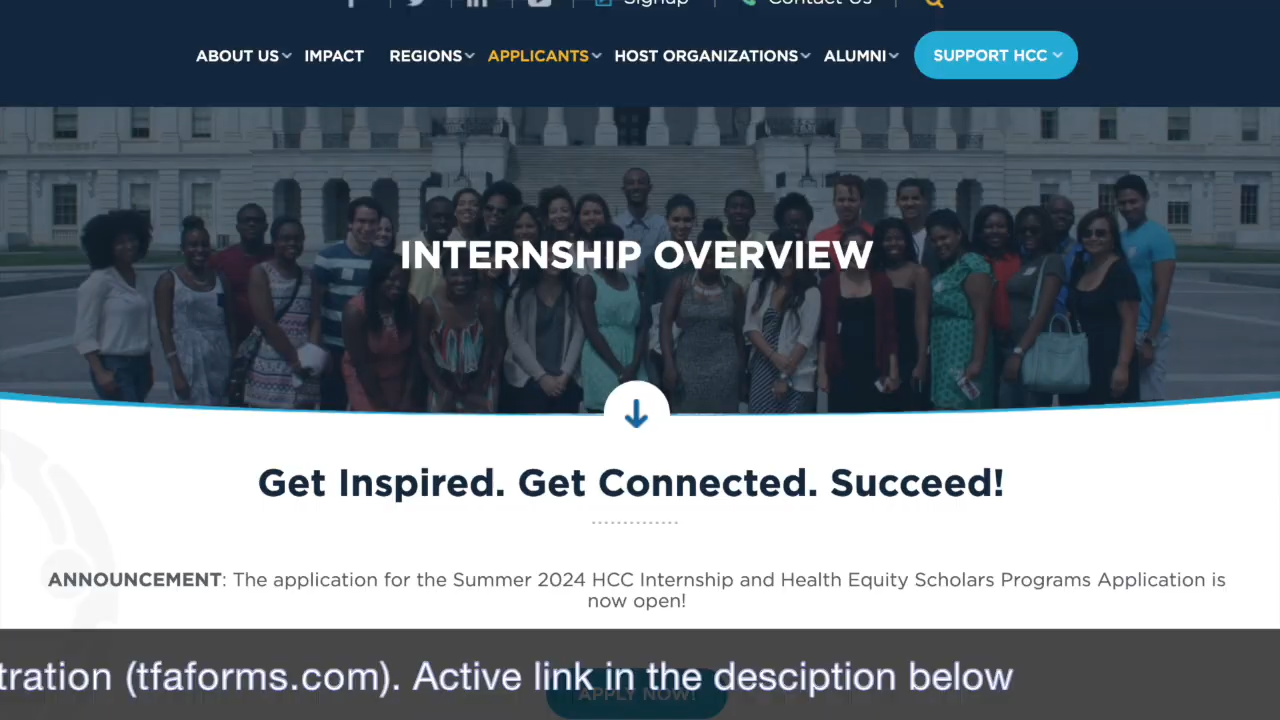 Signup
Contact Us
ABOUT US IMPACT REGIONS APPLICANTS HOST ORGANIZATIONS ALUMNI SUPPORT HCC
INTERNSHIP OVERVIEW
Get Inspired. Get Connected. Succeed!
ANNOUNCEMENT: The application for the Summer 2024 HCC Internship and Health Equity Scholars Programs Application is
now open!
tration (tfaforms.com). Active link in the desciption below
APPLY NOW!